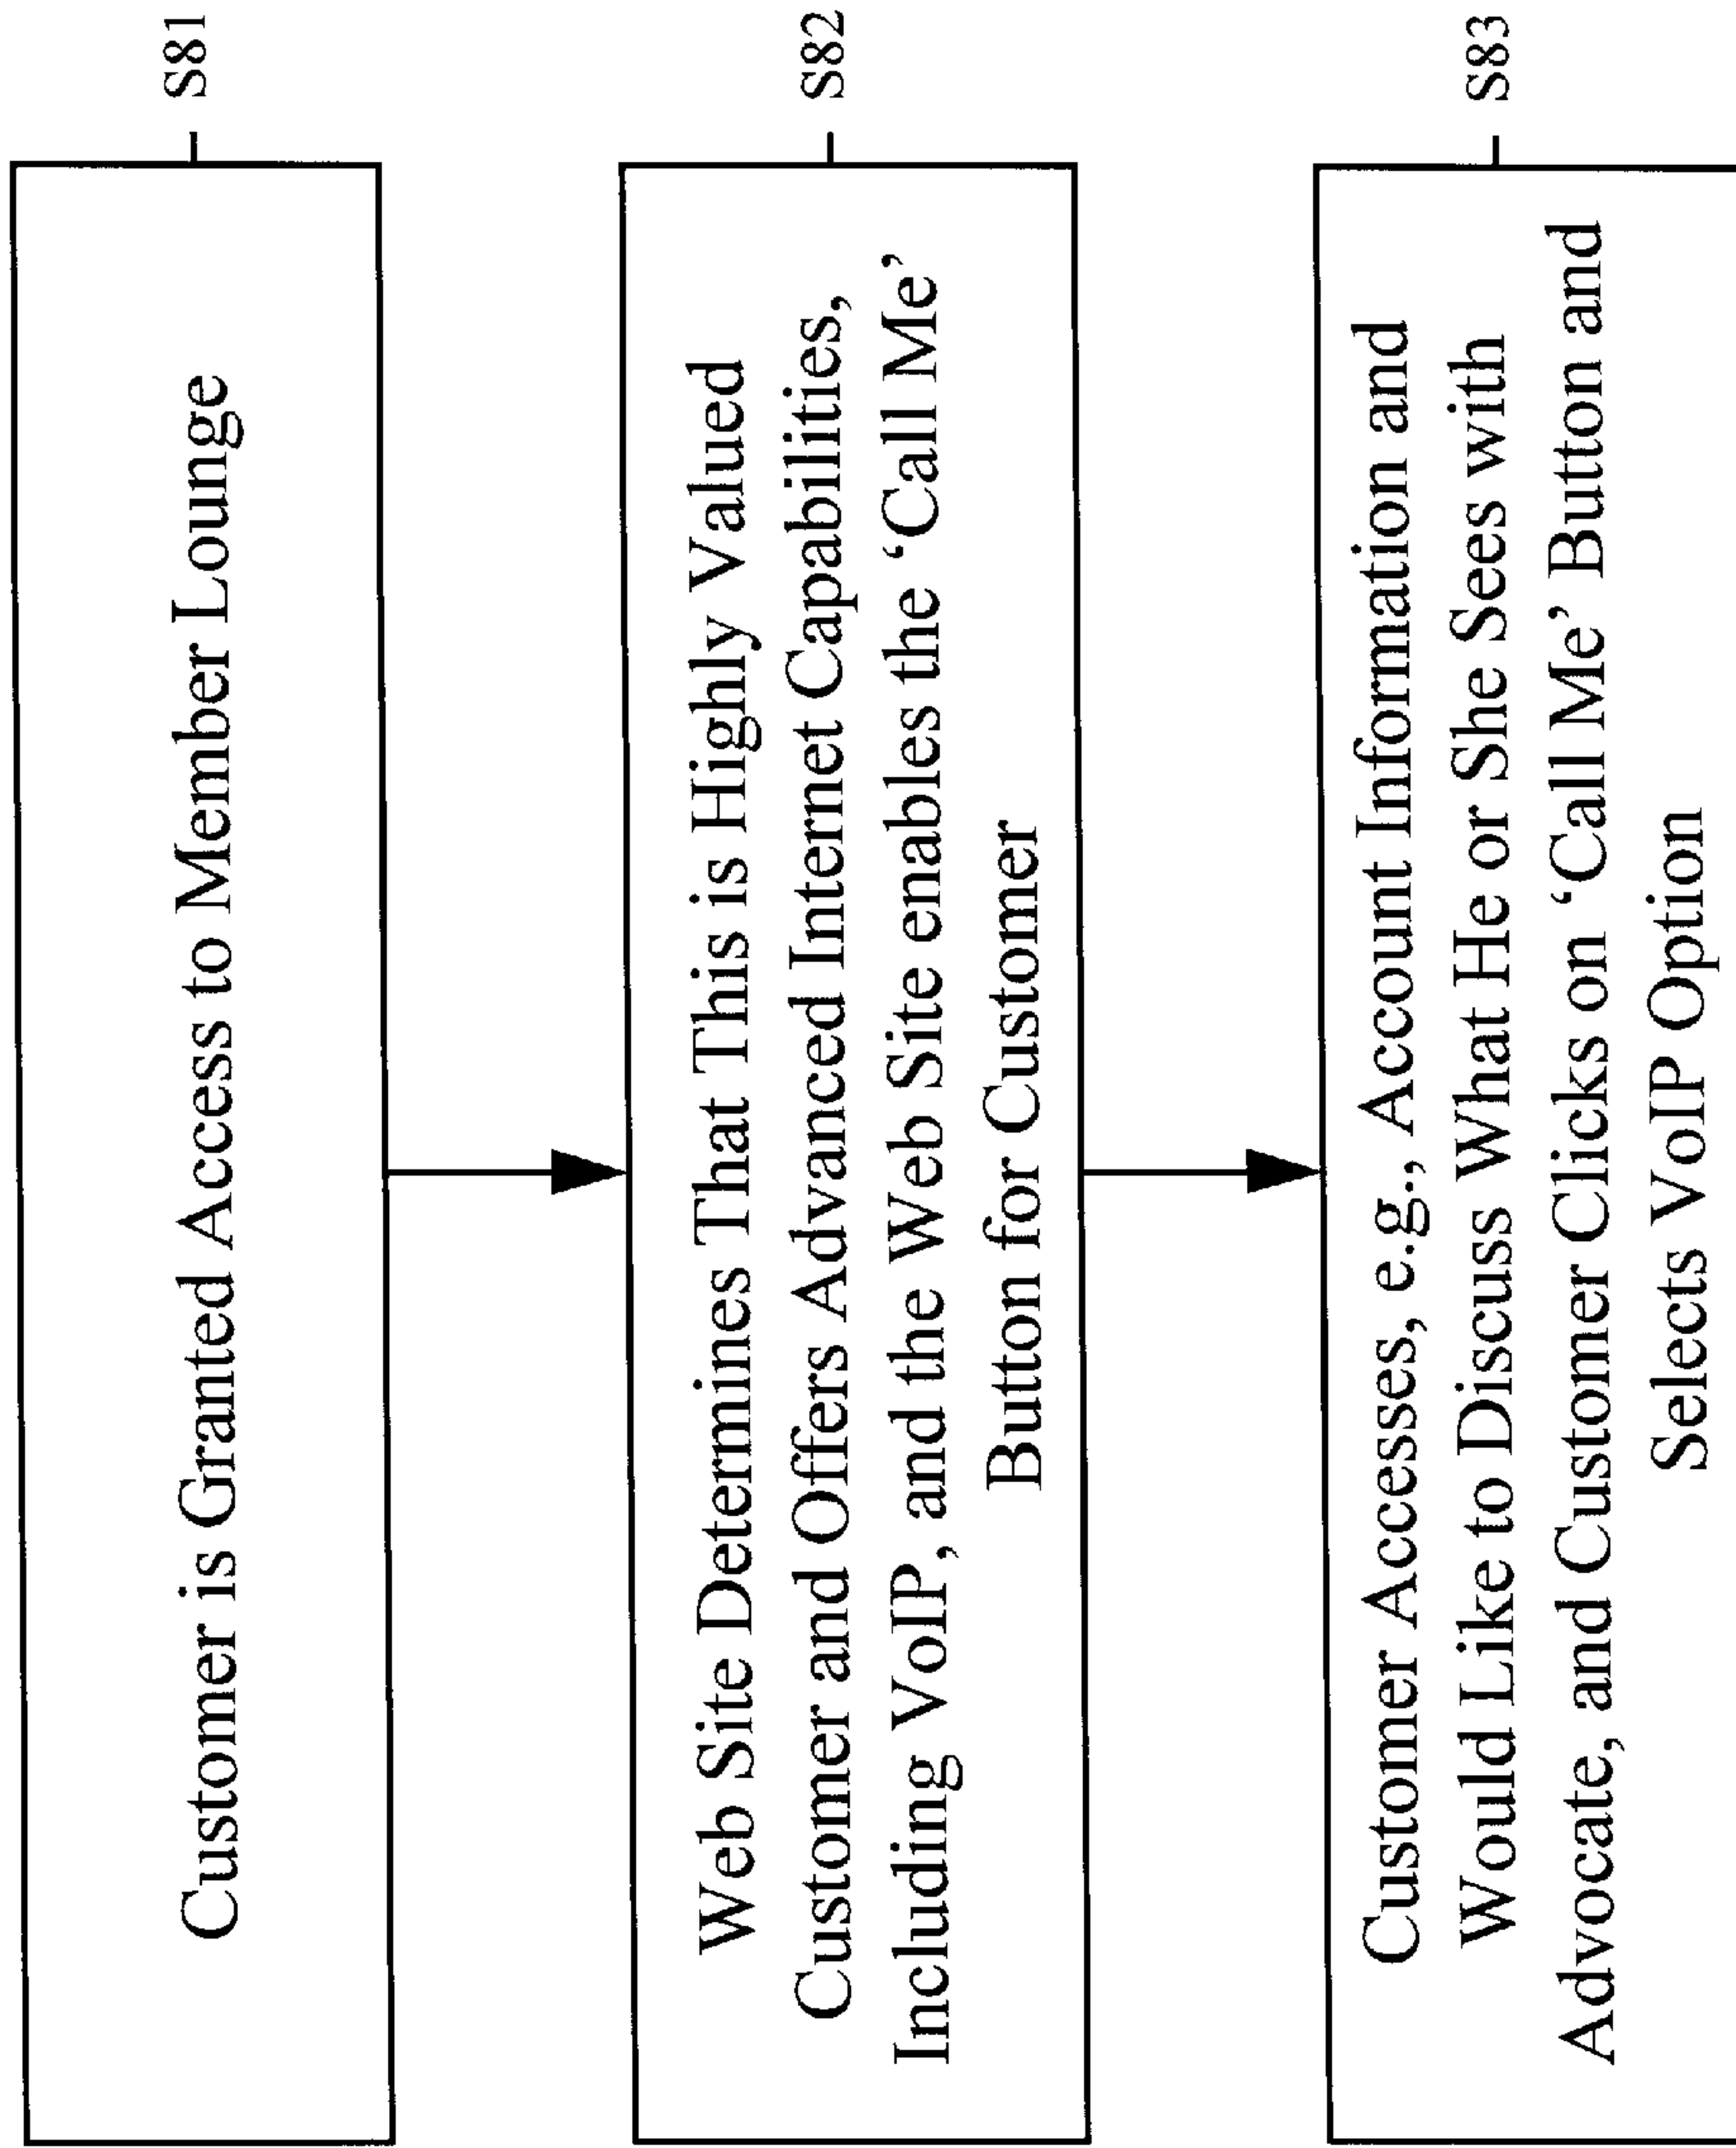 Customer is Granted Access to Member Lounge
S81
Web Site Determines That This is Highly Valued
Customer and Offers Advanced Internet Capabilities,
Including VoIP, and the Web Site enables the ‘Call Me’
Button for Customer
S82
Customer Accesses, e.g., Account Information and
Would Like to Discuss What He or She Sees with
Advocate, and Customer Clicks on ‘Call Me’ Button and
Selects VoIP Option
S83